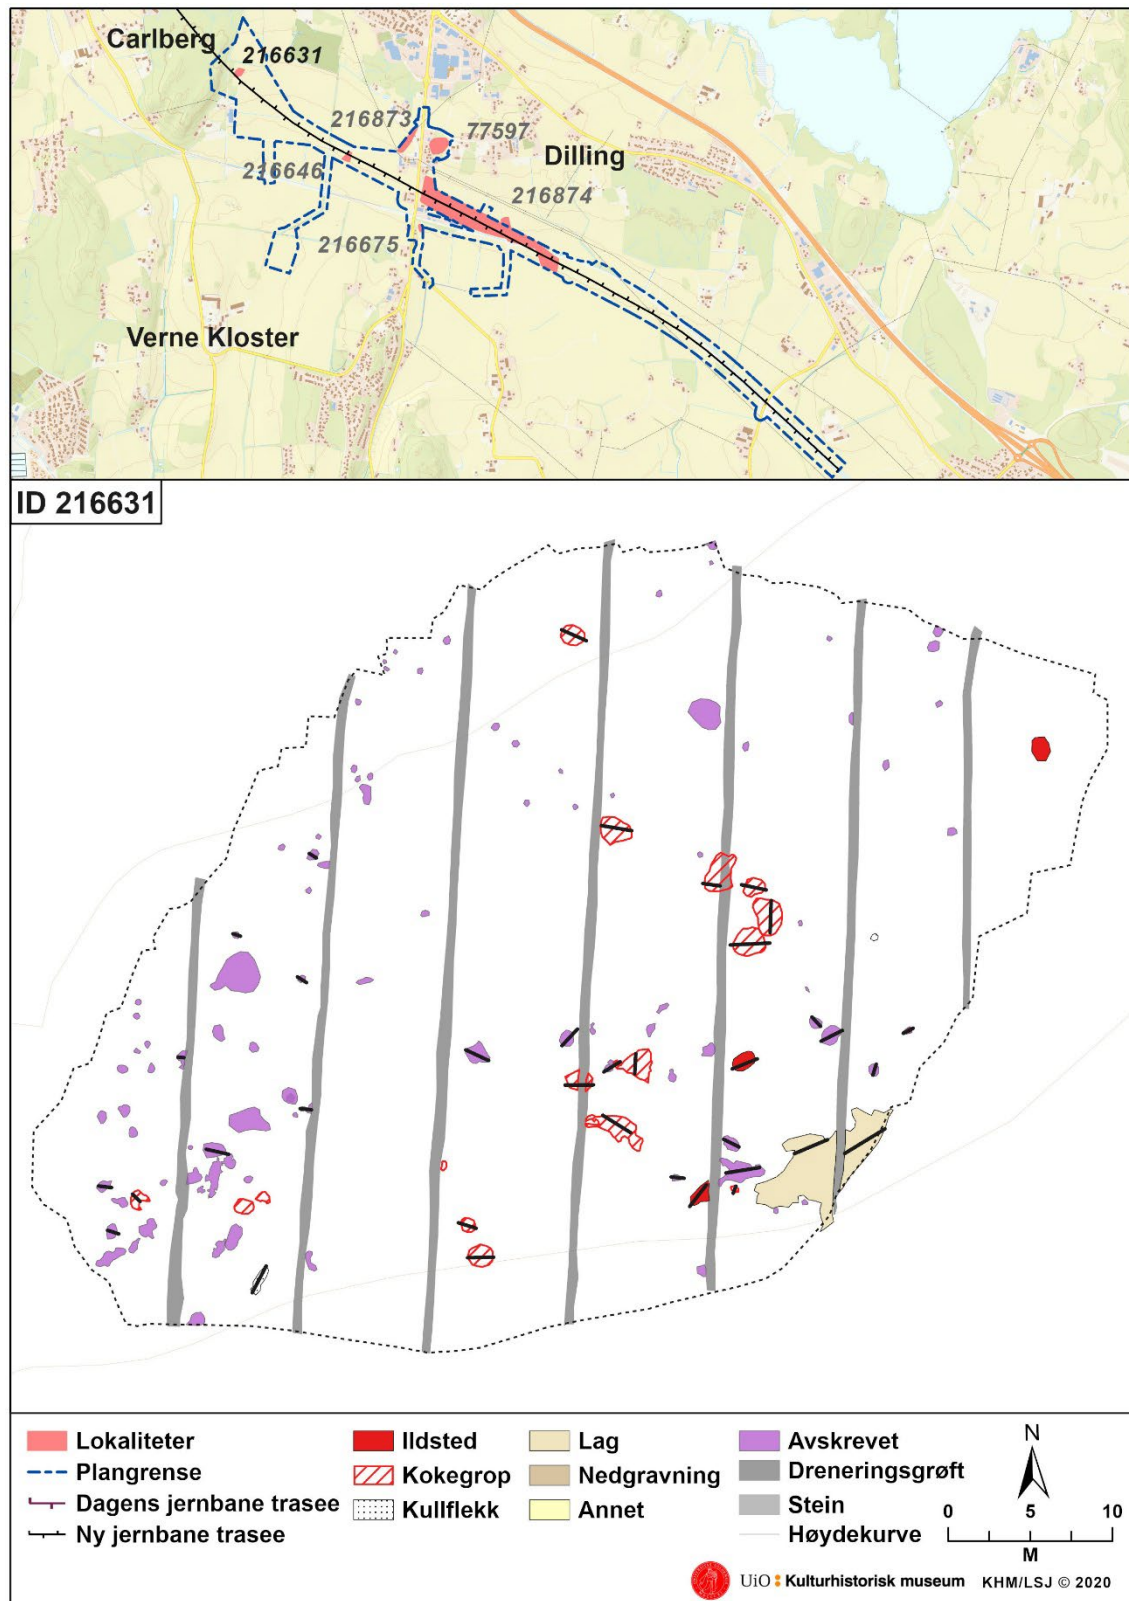 Carlberg
216631
216873
77597
Dilling
216646
216874
216675
Verne Kloster
ID 216631
Lokaliteter
Plangrense
Dagens jernbane trasee
Ny jernbane trasee
Ildsted
Kokegrop
Kullflekk
Lag
Nedgravning
Annet
Avskrevet
Dreneringsgrøft
Stein
Høydekurve
N
0 5 10
M
UiO Kulturhistorisk museum KHM/LSJ © 2020